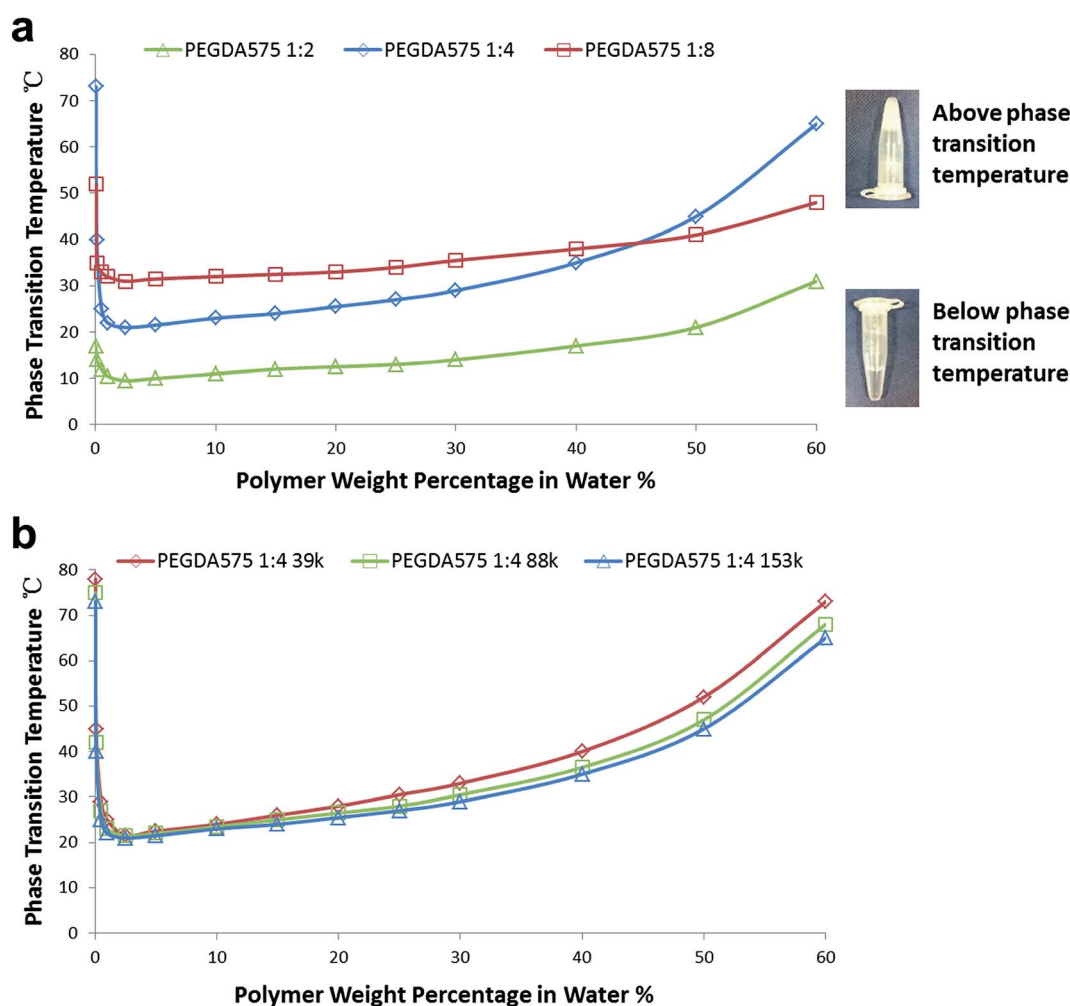 a
PEGDA575 1:2 PEGDA575 1:4 PEGDA575 1:8
80
70
60
50
40
30
20
10
0
Phase Transition Temperature ℃
0 10 20 30 40 50 60
Polymer Weight Percentage in Water %
Above phase
transition
temperature
Below phase
transition
temperature
b
PEGDA575 1:4 39k PEGDA575 1:4 88k PEGDA575 1:4 153k
80
70
60
50
40
30
20
10
0
Phase Transition Temperature ℃
0 10 20 30 40 50 60
Polymer Weight Percentage in Water %